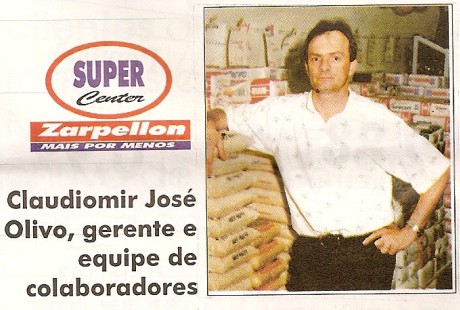 SUPER
Center
Zarpellon
MAIS POR MENOS
Claudiomir José
Olivo, gerente e
equipe de
colaboradores